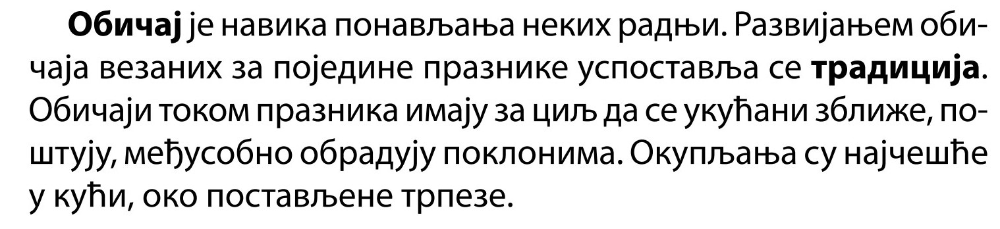 Обичај је навика понављања неких радњи. Развијањем оби-
чаја везаних за поједине празнике успоставља се традиција.
Обичаји током празника имају за циљ да се укућани зближе, по-
штују, међусобно обрадују поклонима. Окупљања су најчешће
у кући, око постављене трпезе.